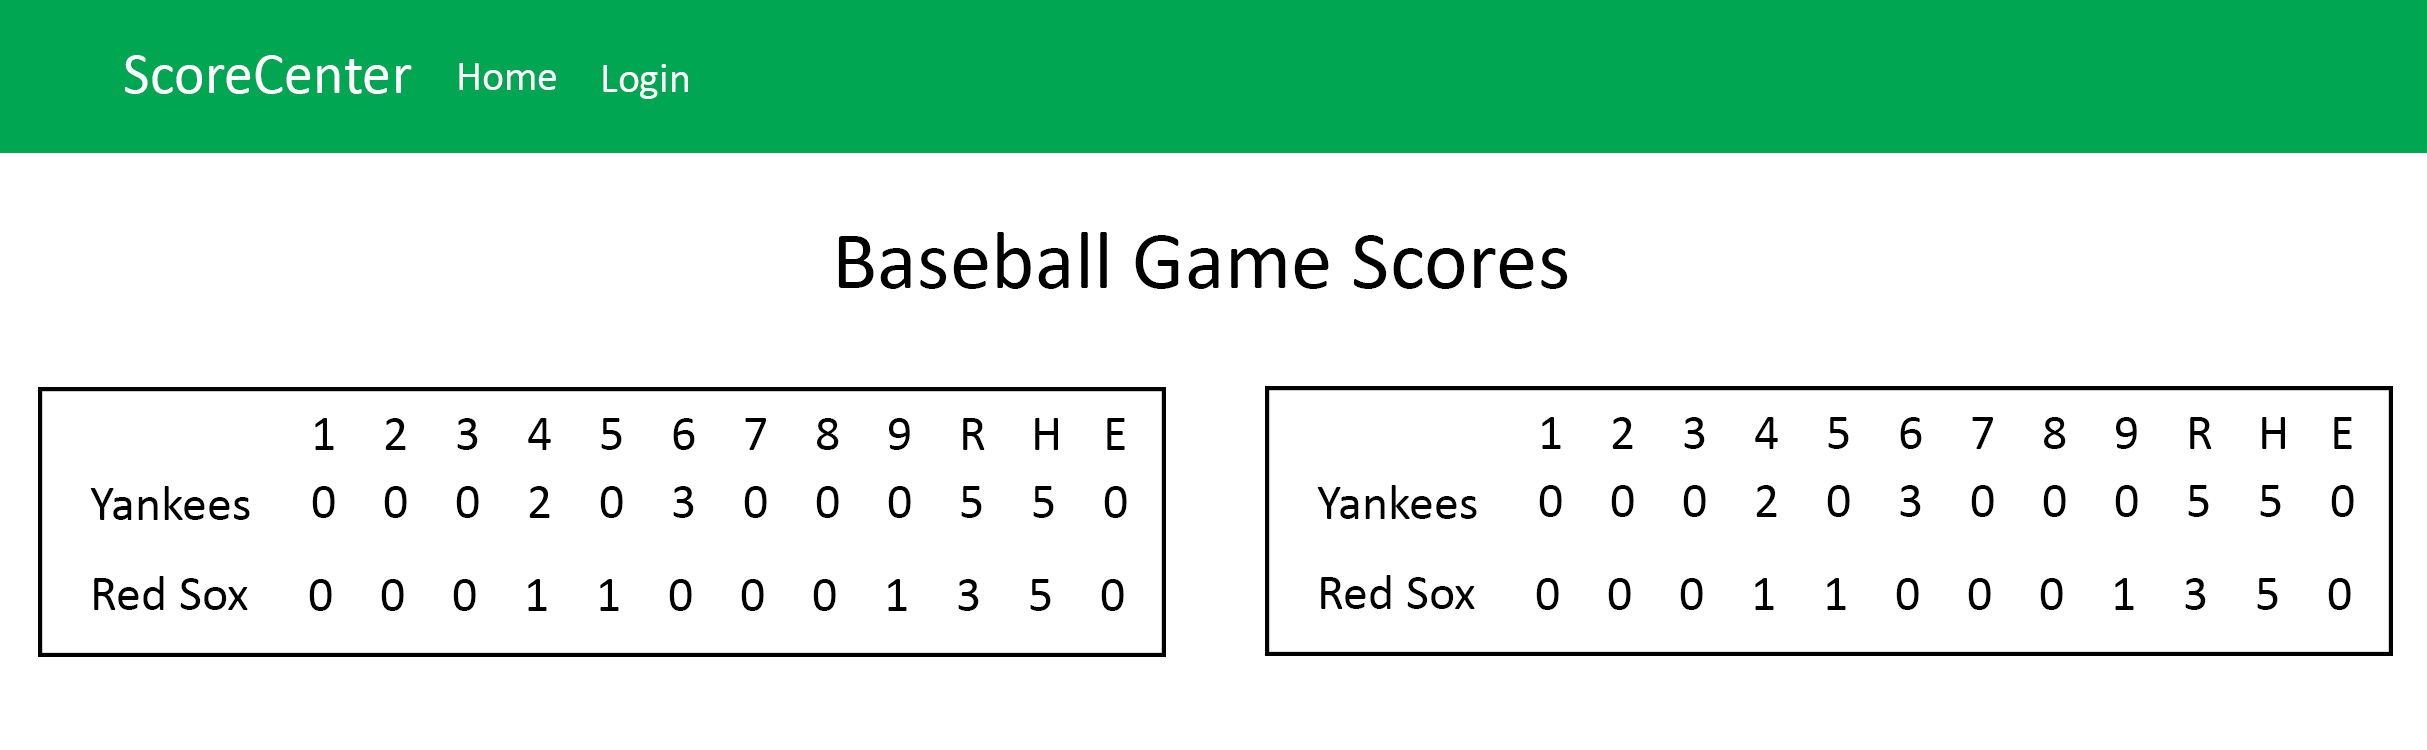 ScoreCenter Home Login
Baseball Game Scores
1 2 3 4 5 6 7 8 9 R H E
Yankees 0 0 0 2 0 3 0 0 0 5 5 0
Red Sox 0 0 0 1 1 0 0 0 1 3 5 0
1 2 3 4 5 6 7 8 9 R H E
Yankees 0 0 0 2 0 3 0 0 0 5 5 0
Red Sox 0 0 0 1 1 0 0 0 1 3 5 0